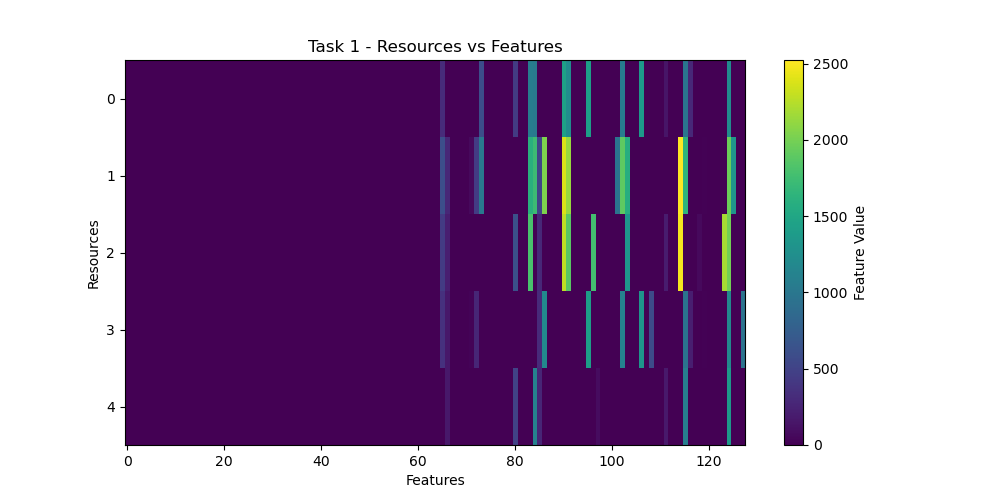 Task 1 - Resources vs Features
Resources
0
1
2
3
4
0 20 40 60 80 100 120
Features
2500
2000
1500
1000
500
0
Feature Value